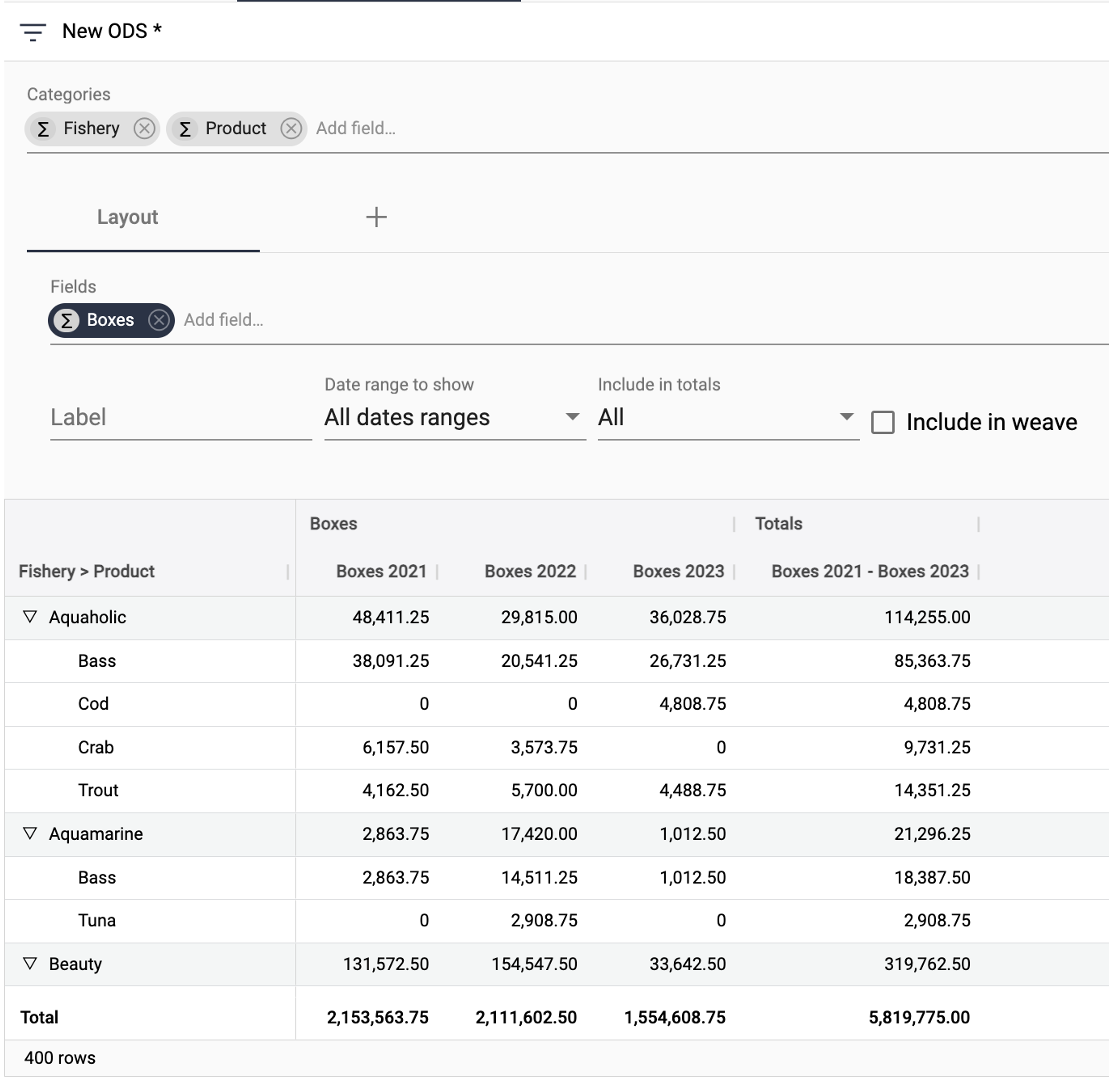 New ODS *
Categories
Σ Fishery Σ Product Add field...
Layout +
Fields
Σ Boxes Add field...
Date range to show Include in totals
Label All dates ranges All Include in weave
Boxes Totals
Fishery > Product Boxes 2021 Boxes 2022 Boxes 2023 Boxes 2021 - Boxes 2023
Aquaholic 48,411.25 29,815.00 36,028.75 114,255.00
Bass 38,091.25 20,541.25 26,731.25 85,363.75
Cod 0 0 4,808.75 4,808.75
Crab 6,157.50 3,573.75 0 9,731.25
Trout 4,162.50 5,700.00 4,488.75 14,351.25
Aquamarine 2,863.75 17,420.00 1,012.50 21,296.25
Bass 2,863.75 14,511.25 1,012.50 18,387.50
Tuna 0 2,908.75 0 2,908.75
Beauty 131,572.50 154,547.50 33,642.50 319,762.50
Total 2,153,563.75 2,111,602.50 1,554,608.75 5,819,775.00
400 rows